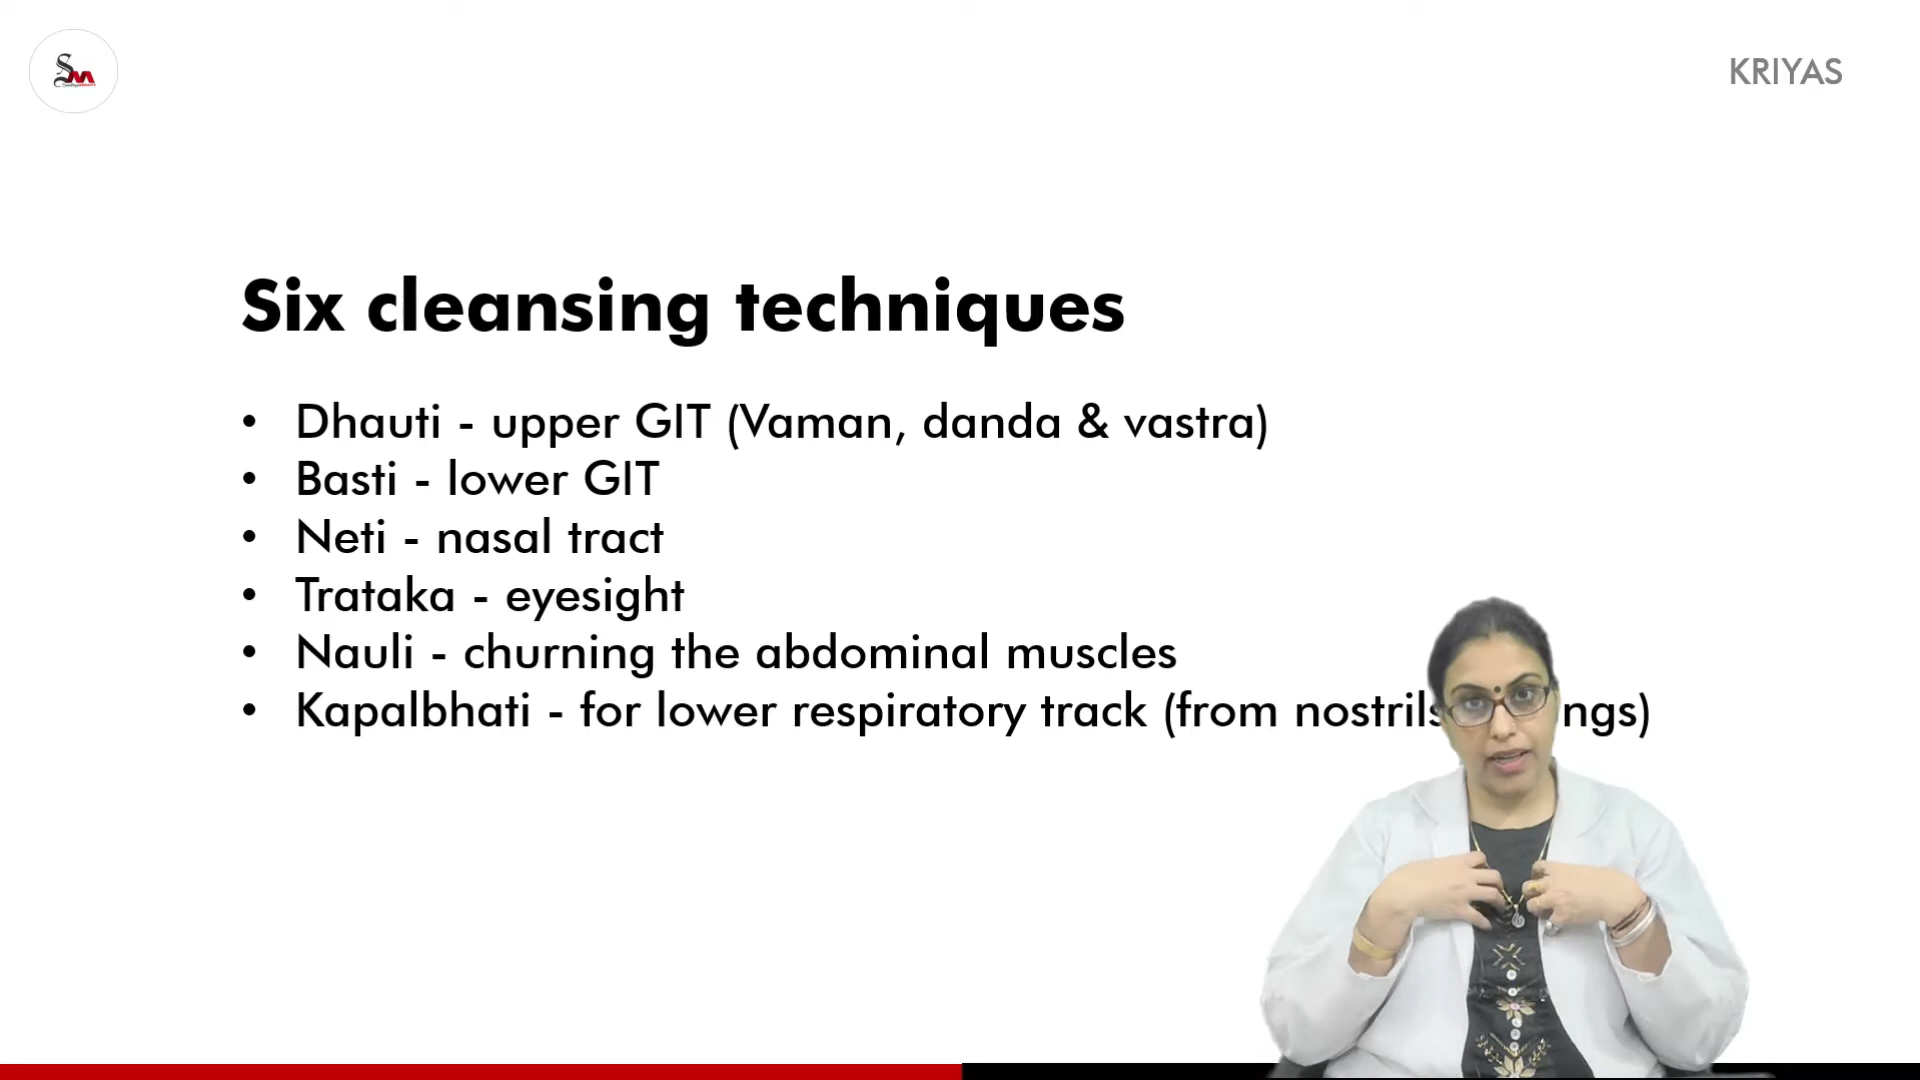 SM
KRIYAS
Six cleansing techniques
• Dhauti - upper GIT (Vaman, danda & vastra)
• Basti - lower GIT
• Neti - nasal tract
• Trataka - eyesight
• Nauli - churning the abdominal muscles
• Kapalbhati - for lower respiratory track (from nostrils ngs)